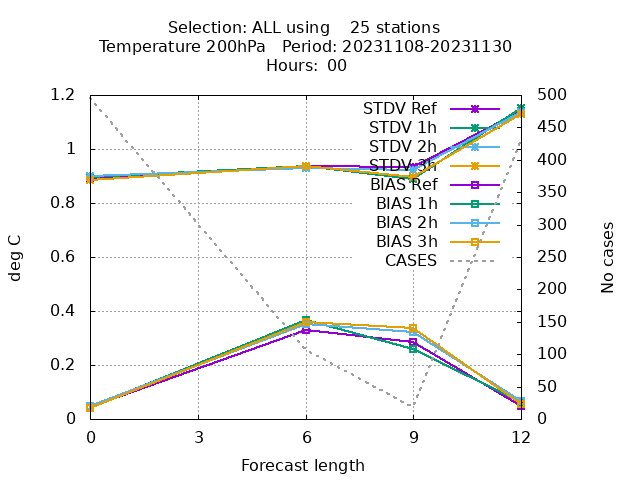 Selection: ALL using    25 stations
Temperature 200hPa   Period: 20231108-20231130
Hours: 00
1.2
1
0.8
0.6
0.4
0.2
0
deg C
500
450
400
350
300
250
200
150
100
50
0
No cases
STDV Ref
STDV 1h
STDV 2h
STDV 3h
BIAS Ref
BIAS 1h
BIAS 2h
BIAS 3h
CASES
0
3
6
9
12
Forecast length